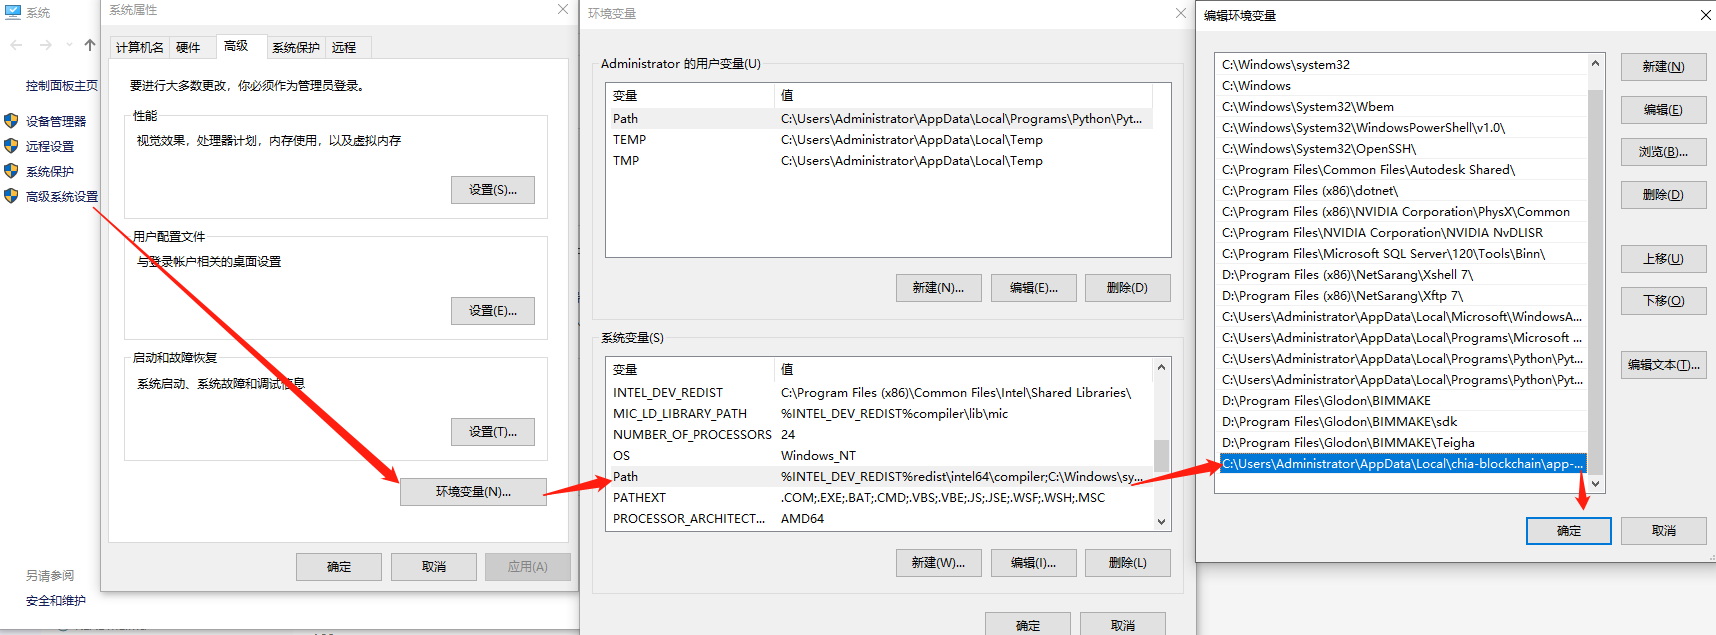 系统
控制面板主页
设备管理器
远程设置
系统保护
高级系统设置
另请参阅
安全和维护
系统属性
计算机名
硬件
高级
系统保护
远程
要进行大多数更改，你必须作为管理员登录。
性能
视觉效果，处理器计划，内存使用，以及虚拟内存
设置(S)...
用户配置文件
与登录帐户相关的桌面设置
设置(E)...
启动和故障恢复
系统启动、系统故障和调试信息
设置(T)...
环境变量(N)...
确定
取消
应用(A)
环境变量
Administrator 的用户变量(U)
变量 值
Path C:\Users\Administrator\AppData\Local\Programs\Python\Pyt...
TEMP C:\Users\Administrator\AppData\Local\Temp
TMP C:\Users\Administrator\AppData\Local\Temp
新建(N)...
编辑(E)...
删除(D)
系统变量(S)
变量 值
INTEL_DEV_REDIST C:\Program Files (x86)\Common Files\Intel\Shared Libraries\
MIC_LD_LIBRARY_PATH %INTEL_DEV_REDIST%compiler\lib\mic
NUMBER_OF_PROCESSORS 24
OS Windows_NT
Path %INTEL_DEV_REDIST%redist\intel64\compiler;C:\Windows\sy...
PATHEXT .COM;.EXE;.BAT;.CMD;.VBS;.VBE;.JS;.JSE;.WSF;.WSH;.MSC
PROCESSOR_ARCHITECT... AMD64
新建(W)...
编辑(I)...
删除(L)
确定
取消
编辑环境变量
C:\Windows\system32
C:\Windows
C:\Windows\System32\Wbem
C:\Windows\System32\WindowsPowerShell\v1.0\
C:\Windows\System32\OpenSSH\
C:\Program Files\Common Files\Autodesk Shared\
C:\Program Files (x86)\dotnet\
C:\Program Files (x86)\NVIDIA Corporation\PhysX\Common
C:\Program Files\NVIDIA Corporation\NVIDIA NvDLISR
C:\Program Files\Microsoft SQL Server\120\Tools\Binn\
D:\Program Files (x86)\NetSarang\Xshell 7\
D:\Program Files (x86)\NetSarang\Xftp 7\
C:\Users\Administrator\AppData\Local\Microsoft\WindowsA...
C:\Users\Administrator\AppData\Local\Programs\Microsoft ...
C:\Users\Administrator\AppData\Local\Programs\Python\Pyt...
C:\Users\Administrator\AppData\Local\Programs\Python\Pyt...
D:\Program Files\Glodon\BIMMAKE
D:\Program Files\Glodon\BIMMAKE\sdk
D:\Program Files\Glodon\BIMMAKE\Teigha
C:\Users\Administrator\AppData\Local\chia-blockchain\app-...
新建(N)
编辑(E)
浏览(B)...
删除(D)
上移(U)
下移(O)
编辑文本(T)...
确定
取消